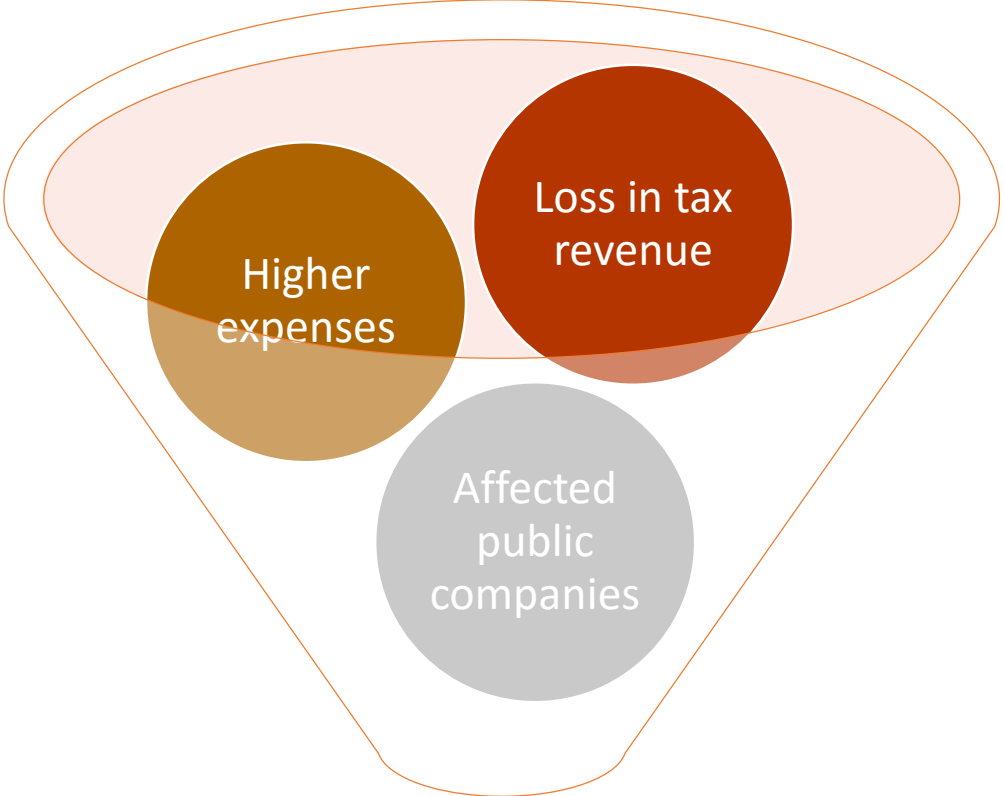 Loss in tax
revenue
Higher
expenses
Affected
public
companies